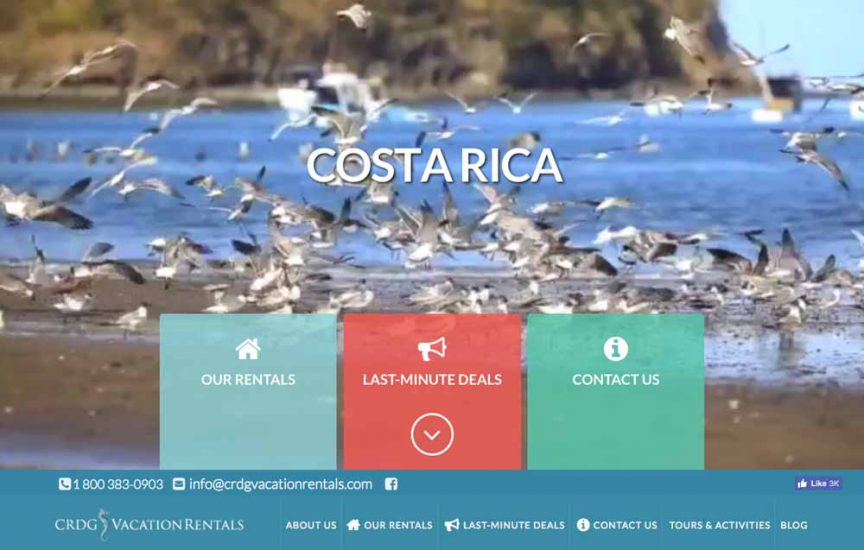 COSTA RICA
OUR RENTALS
LAST-MINUTE DEALS
CONTACT US
1 800 383-0903 info@crdgvacationrentals.com Like 3K
CRDG VACATION RENTALS ABOUT US OUR RENTALS LAST-MINUTE DEALS CONTACT US TOURS & ACTIVITIES BLOG